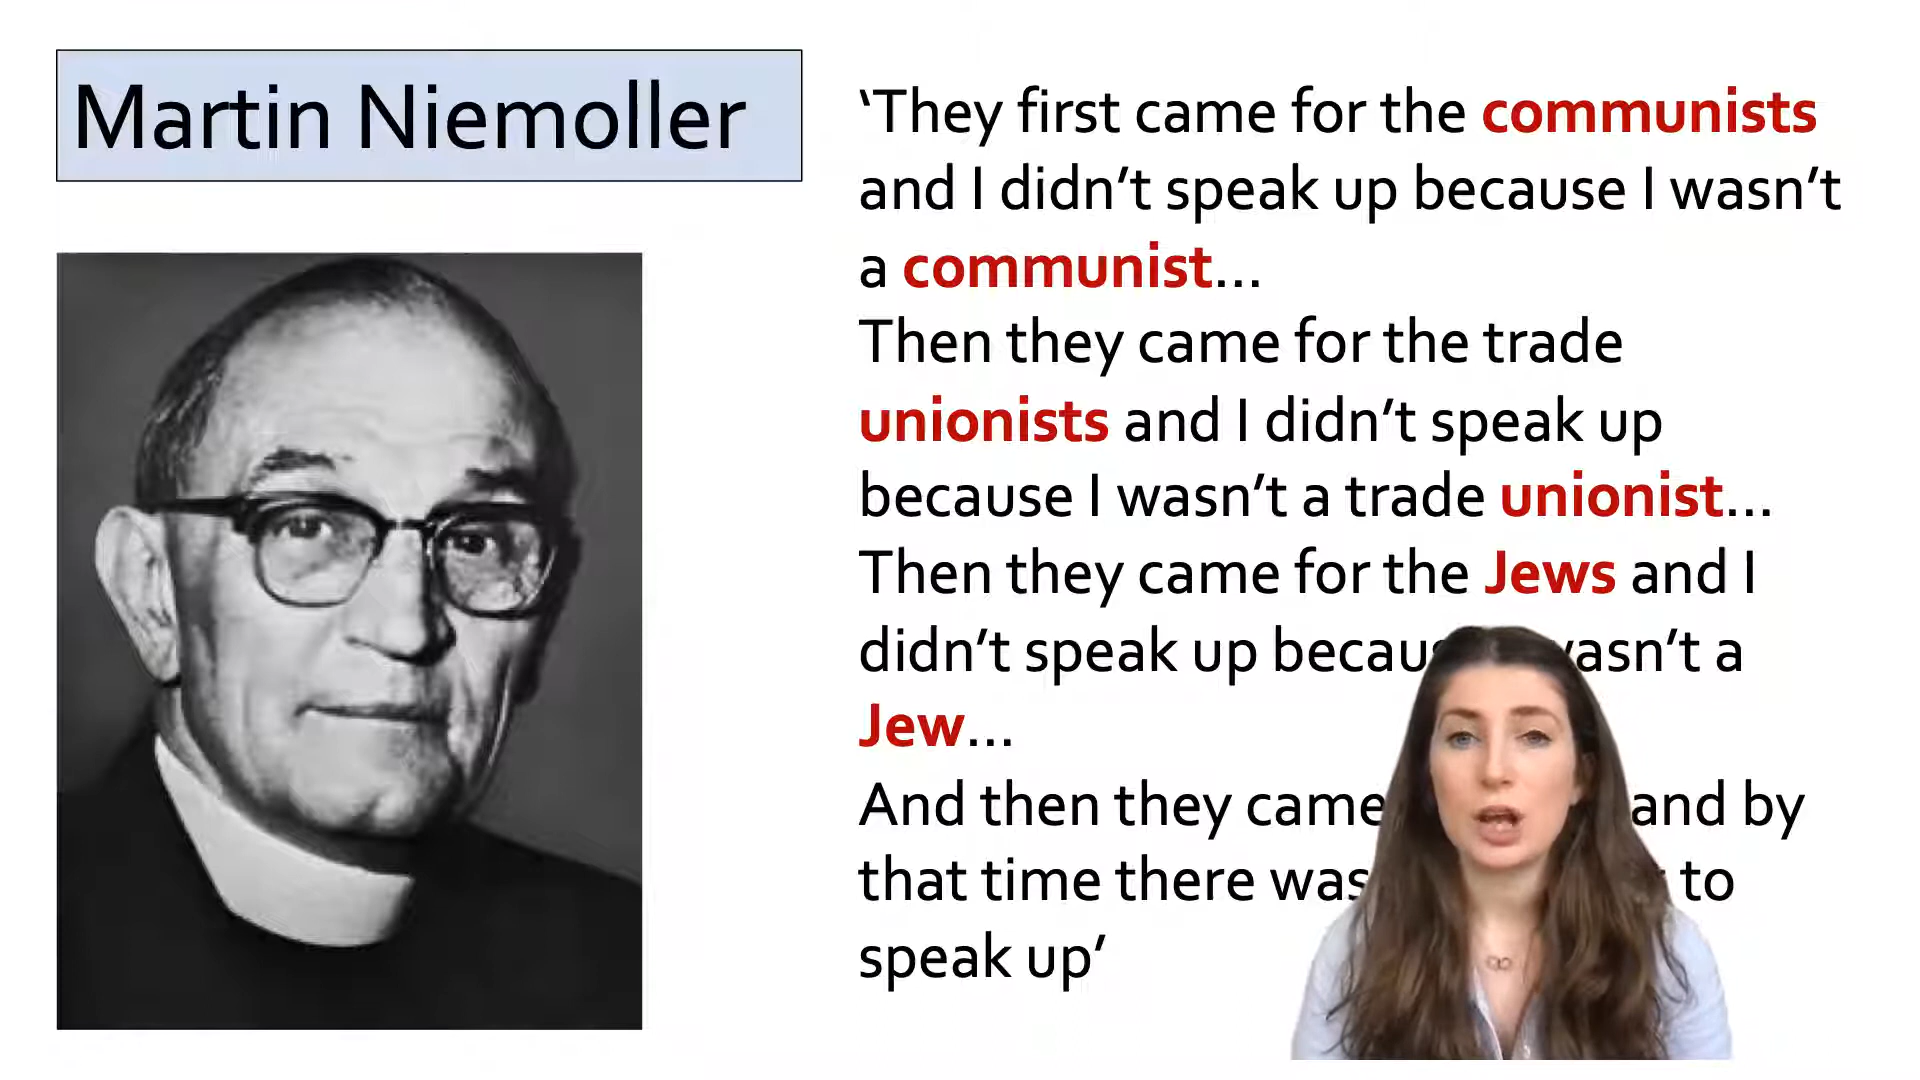 Martin Niemoller
‘They first came for the communists
and I didn’t speak up because I wasn’t
a communist...
Then they came for the trade
unionists and I didn’t speak up
because I wasn’t a trade unionist...
Then they came for the Jews and I
didn’t speak up because wasn’t a
Jew...
And then they came and by
that time there was to
speak up’